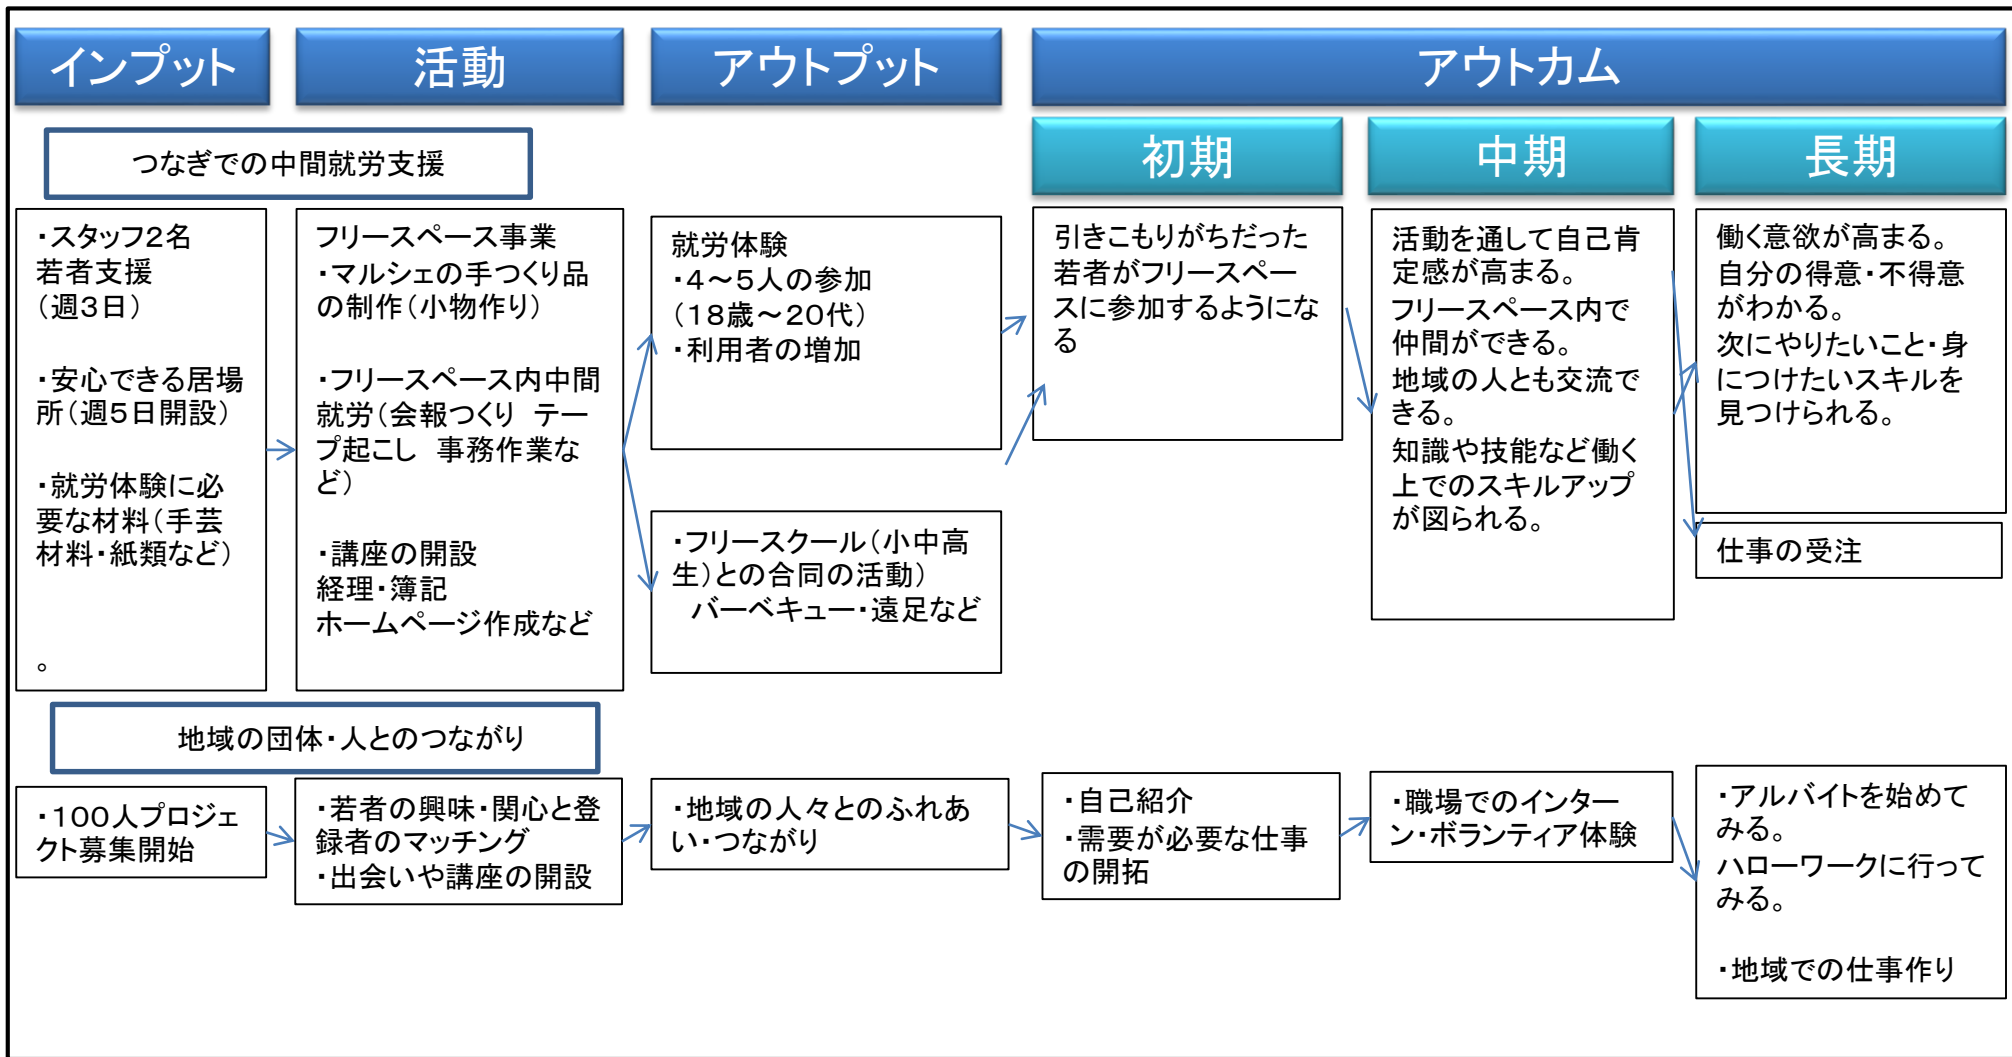 インプット
活動
アウトプット
アウトカム
初期
中期
長期
つなぎでの中間就労支援
・スタッフ2名
若者支援
(週3日)
・安心できる居場
所(週5日開設)
・就労体験に必
要な材料(手芸
材料・紙類など)
。
フリースペース事業
・マルシェの手つくり品
の制作(小物作り)
・フリースペース内中間
就労(会報つくり テー
プ起こし 事務作業な
ど)
・講座の開設
経理・簿記
ホームページ作成など
就労体験
・4~5人の参加
(18歳~20代)
・利用者の増加
・フリースクール(小中高
生)との合同の活動)
バーベキュー・遠足など
引きこもりがちだった
若者がフリースペー
スに参加するようにな
る
活動を通して自己肯
定感が高まる。
フリースペース内で
仲間ができる。
地域の人とも交流で
きる。
知識や技能など働く
上でのスキルアップ
が図られる。
働く意欲が高まる。
自分の得意・不得意
がわかる。
次にやりたいこと・身
につけたいスキルを
見つけられる。
仕事の受注
地域の団体・人とのつながり
・100人プロジェ
クト募集開始
・若者の興味・関心と登
録者のマッチング
・出会いや講座の開設
・地域の人々とのふれあ
い・つながり
・自己紹介
・需要が必要な仕事
の開拓
・職場でのインター
ン・ボランティア体験
・アルバイトを始めて
みる。
ハローワークに行って
みる。
・地域での仕事作り